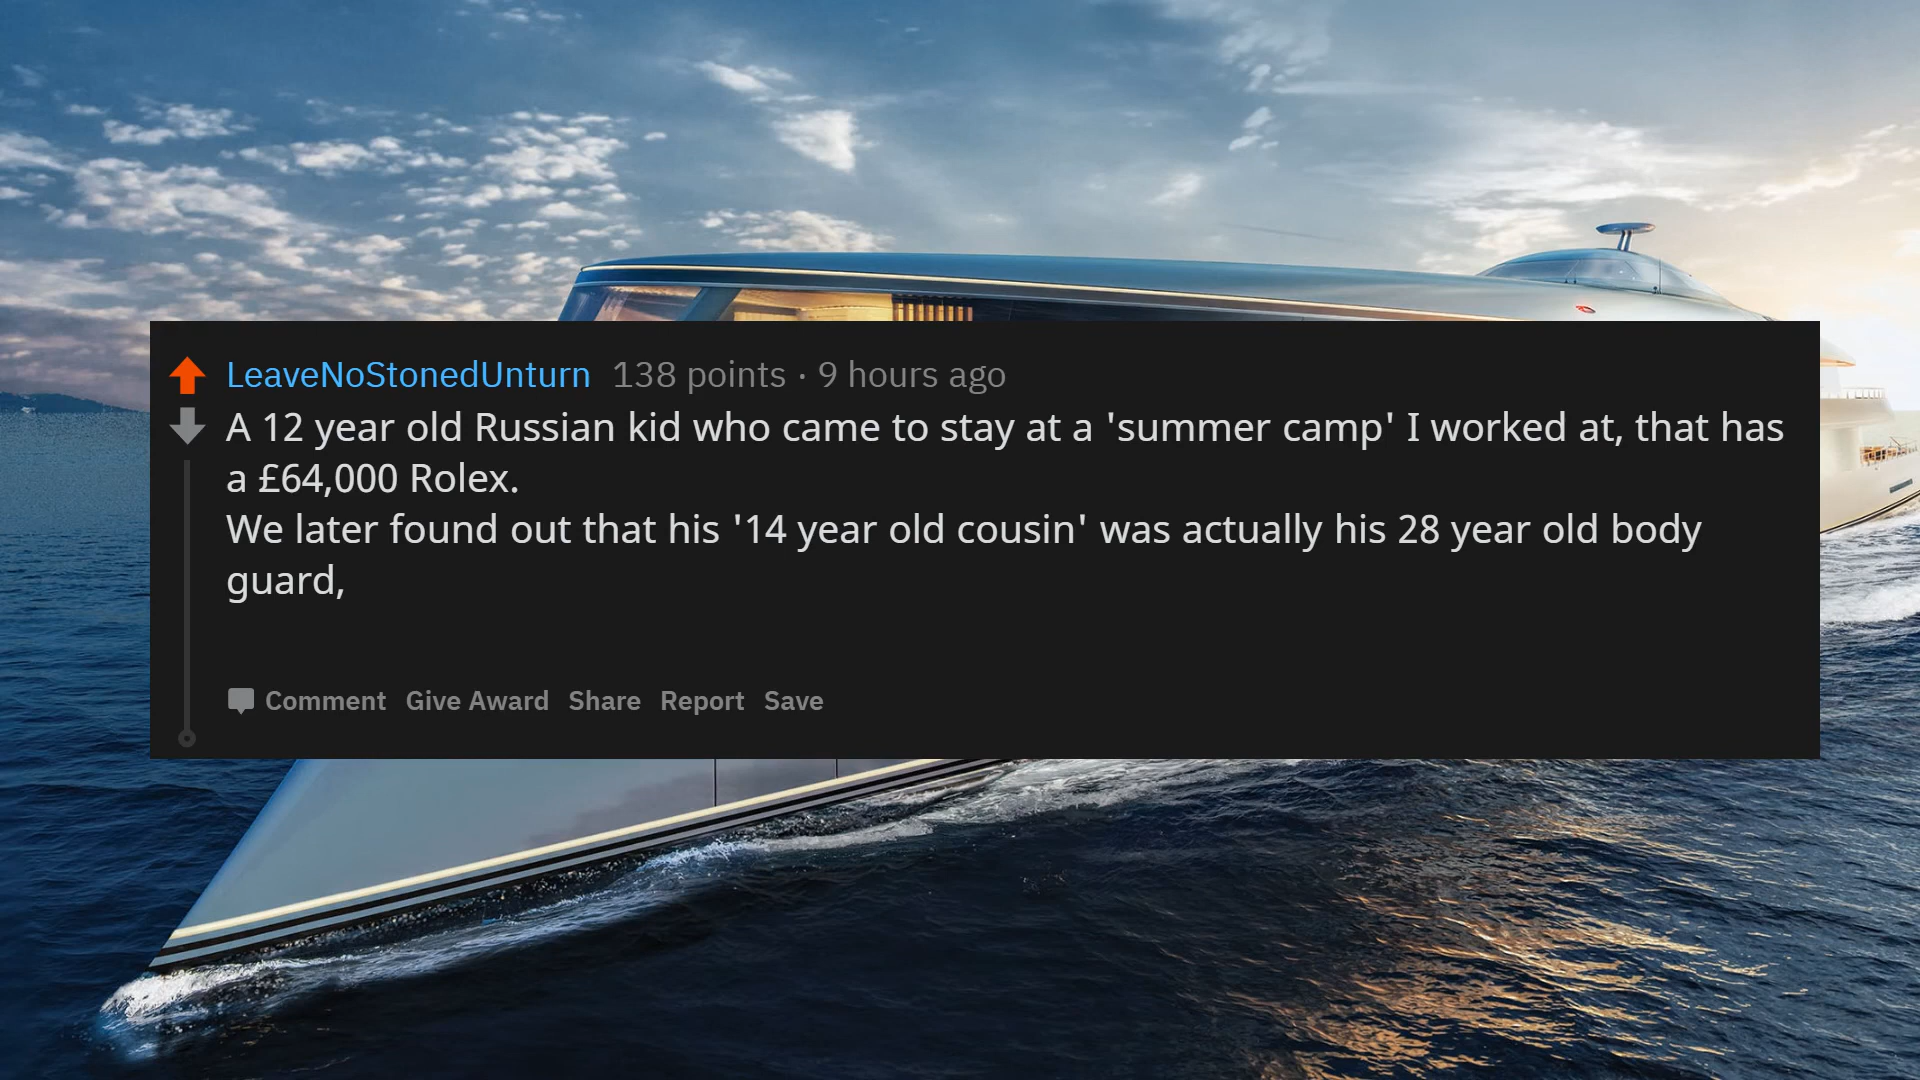 LeaveNoStonedUnturn 138 points · 9 hours ago
A 12 year old Russian kid who came to stay at a 'summer camp' I worked at, that has
a £64,000 Rolex.
We later found out that his '14 year old cousin' was actually his 28 year old body
guard,
Comment Give Award Share Report Save